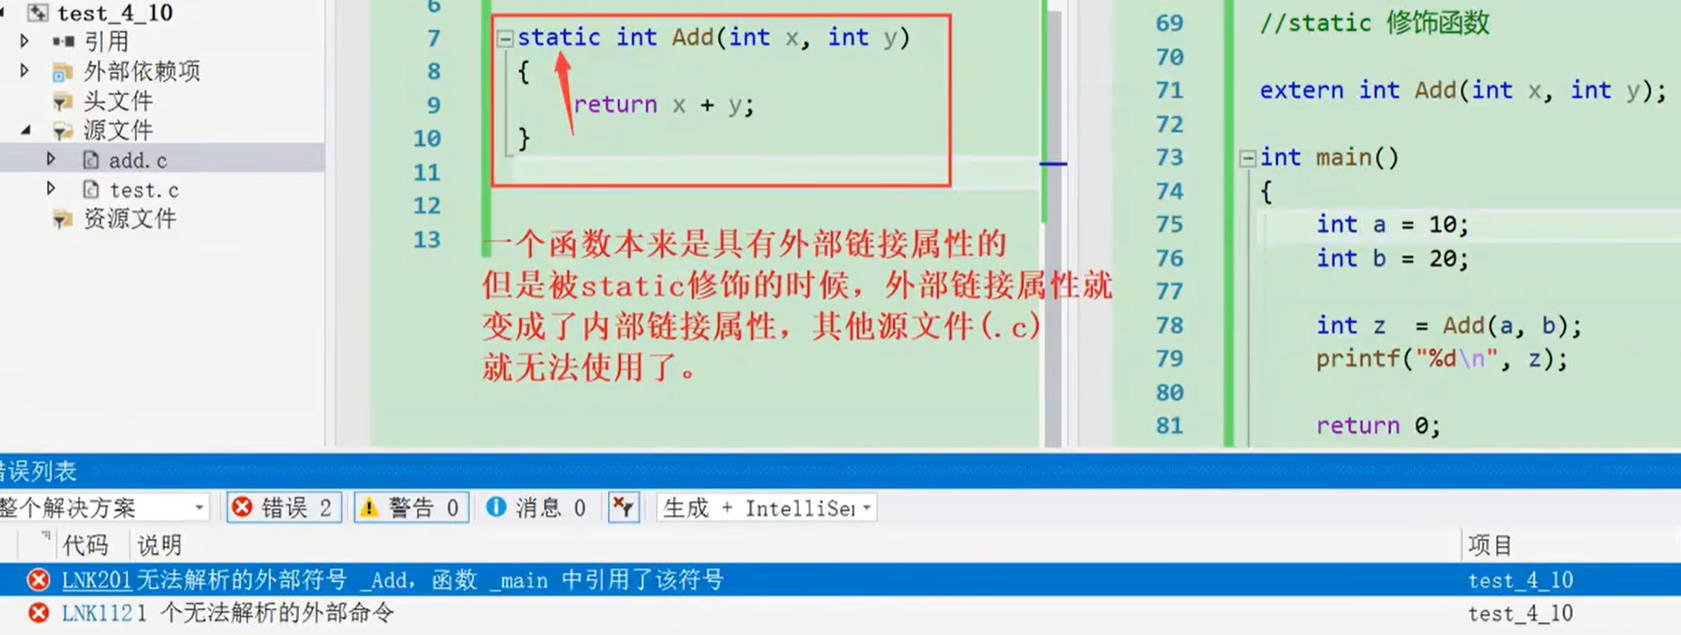 test_4_10
引用
外部依赖项
头文件
源文件
add.c
test.c
资源文件
6
7 static int Add(int x, int y)
8 {
9 return x + y;
10 }
11
12
13
一个函数本来是具有外部链接属性的
但是被static修饰的时候，外部链接属性就
变成了内部链接属性，其他源文件(.c)
就无法使用了。
69 //static 修饰函数
70
71 extern int Add(int x, int y);
72
73 int main()
74 {
75 int a = 10;
76 int b = 20;
77
78 int z = Add(a, b);
79 printf("%d\n", z);
80
81 return 0;
错误列表
整个解决方案 错误 2 警告 0 消息 0 生成 + IntelliSe
代码 说明 项目
LNK201 无法解析的外部符号 _Add，函数 _main 中引用了该符号 test_4_10
LNK112 1 个无法解析的外部命令 test_4_10